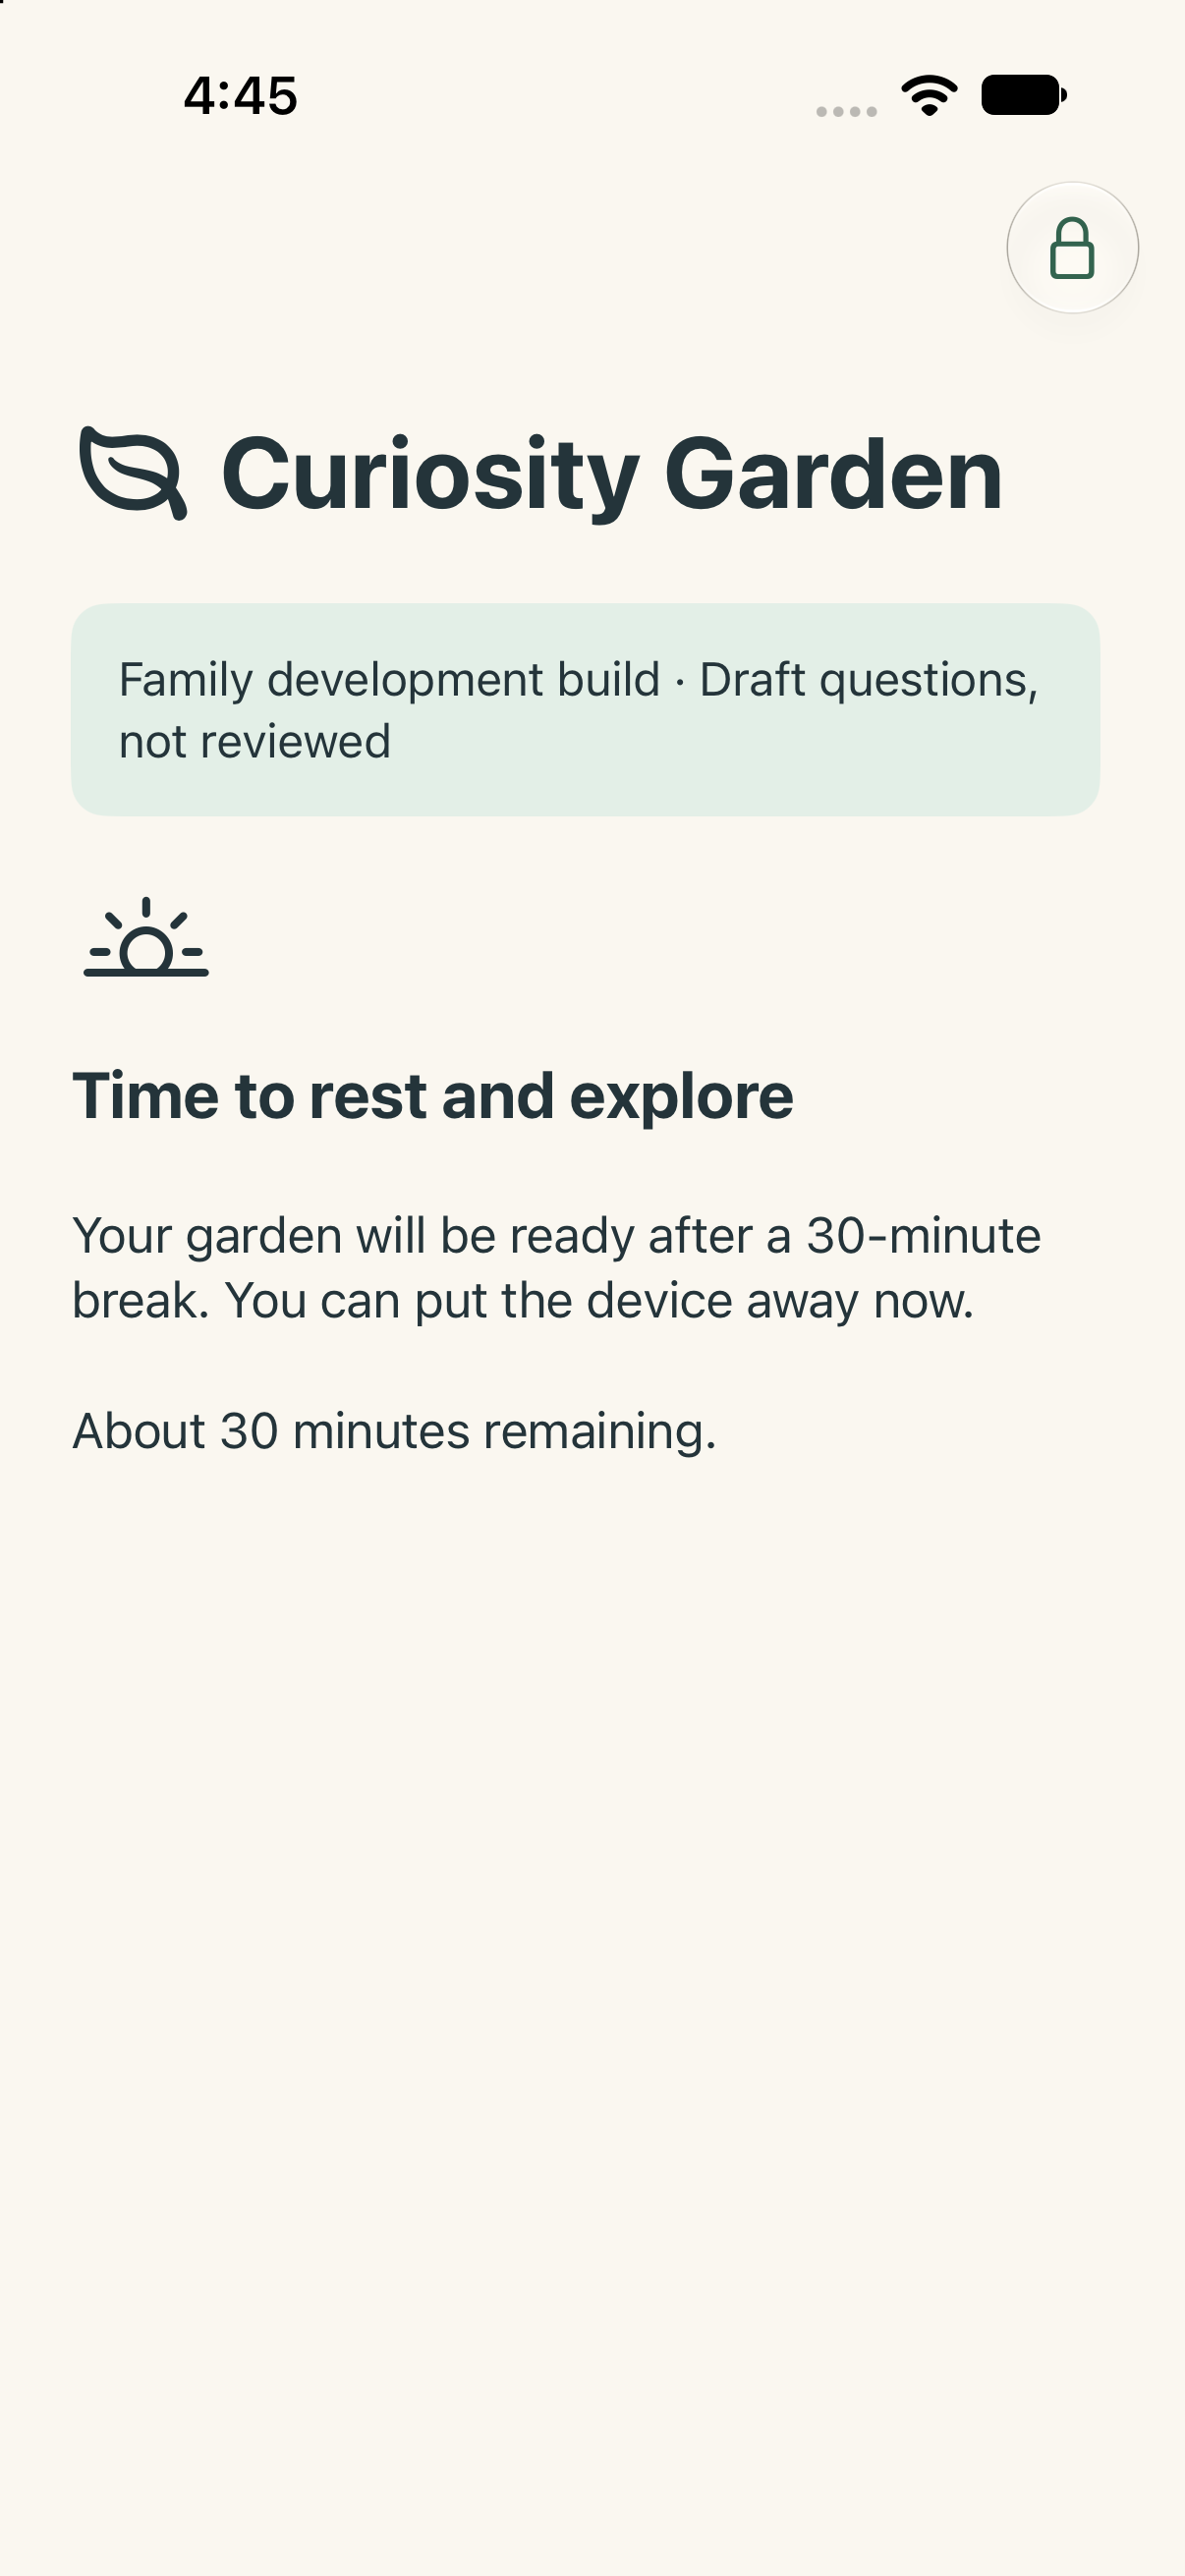 4:45
Curiosity Garden
Family development build · Draft questions,
not reviewed
Time to rest and explore
Your garden will be ready after a 30-minute
break. You can put the device away now.
About 30 minutes remaining.